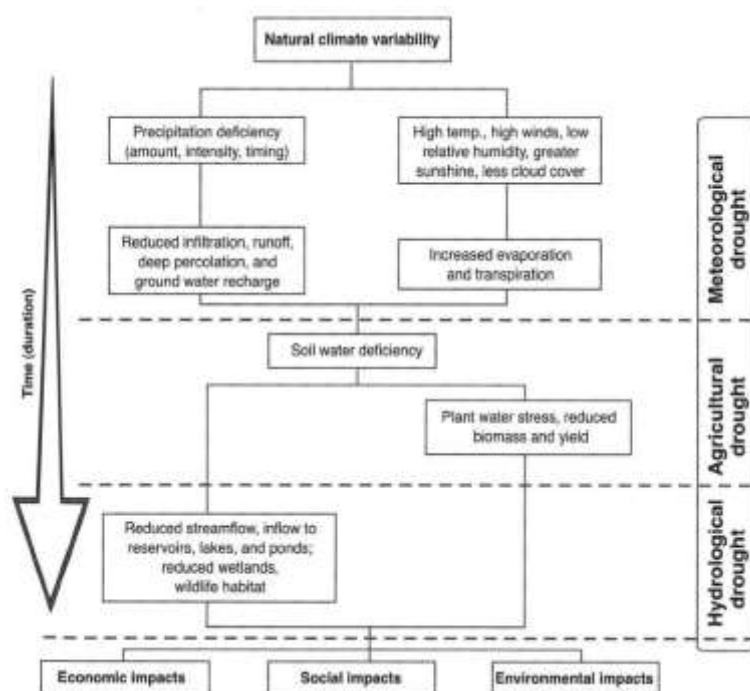 Natural climate variability
Precipitation deficiency
(amount, intensity, timing)
High temp., high winds, low
relative humidity, greater
sunshine, less cloud cover
Reduced infiltration, runoff,
deep percolation, and
ground water recharge
Increased evaporation
and transpiration
Meteorological
drought
Time (duration)
Soil water deficiency
Plant water stress, reduced
biomass and yield
Agricultural
drought
Reduced streamflow, inflow to
reservoirs, lakes, and ponds;
reduced wetlands,
wildlife habitat
Hydrological
drought
Economic impacts
Social impacts
Environmental impacts